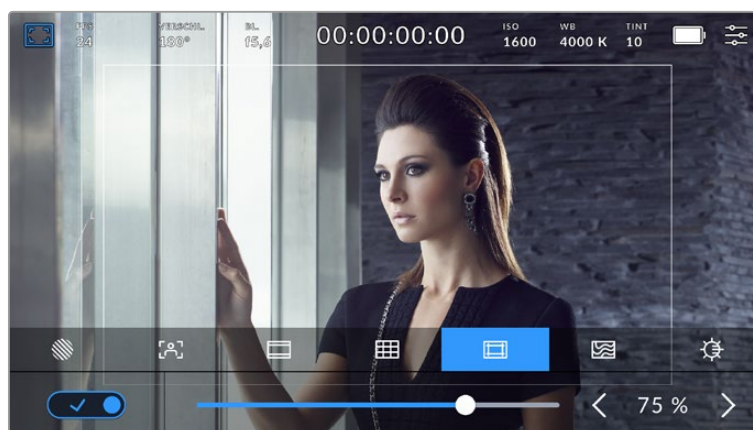 FPS VERSCHL. BL. 00:00:00:00 ISO WB TINT
24 180° f5,6 1600 4000 K 10
75 %